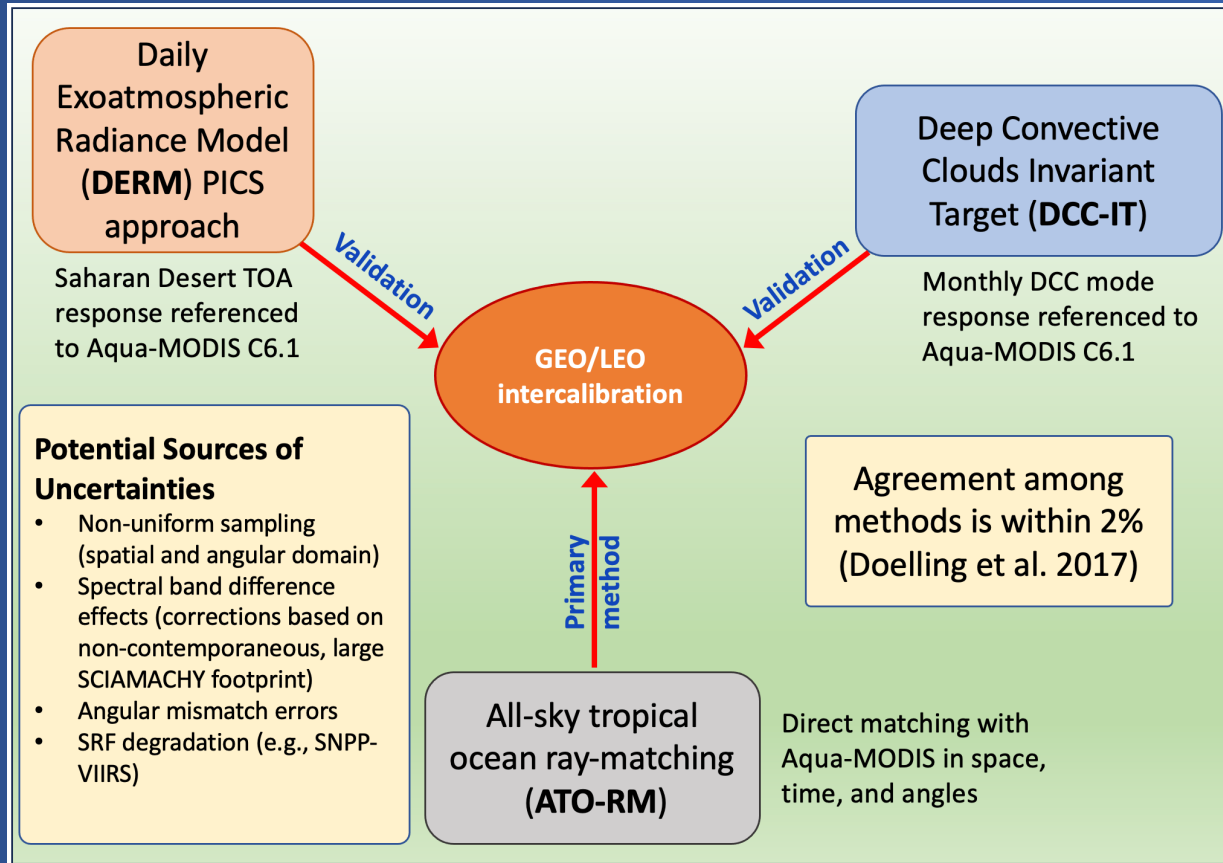 Daily
Exoatmospheric
Radiance Model
(DERM) PICS
approach
Saharan Desert TOA
response referenced
to Aqua-MODIS C6.1
Validation
Deep Convective
Clouds Invariant
Target (DCC-IT)
Monthly DCC mode
response referenced to
Aqua-MODIS C6.1
Validation
GEO/LEO
intercalibration
Potential Sources of
Uncertainties
• Non-uniform sampling
(spatial and angular domain)
• Spectral band difference
effects (corrections based on
non-contemporaneous, large
SCIAMACHY footprint)
• Angular mismatch errors
• SRF degradation (e.g., SNPP-
VIIRS)
Agreement among
methods is within 2%
(Doelling et al. 2017)
Primary
method
All-sky tropical
ocean ray-matching
(ATO-RM)
Direct matching with
Aqua-MODIS in space,
time, and angles